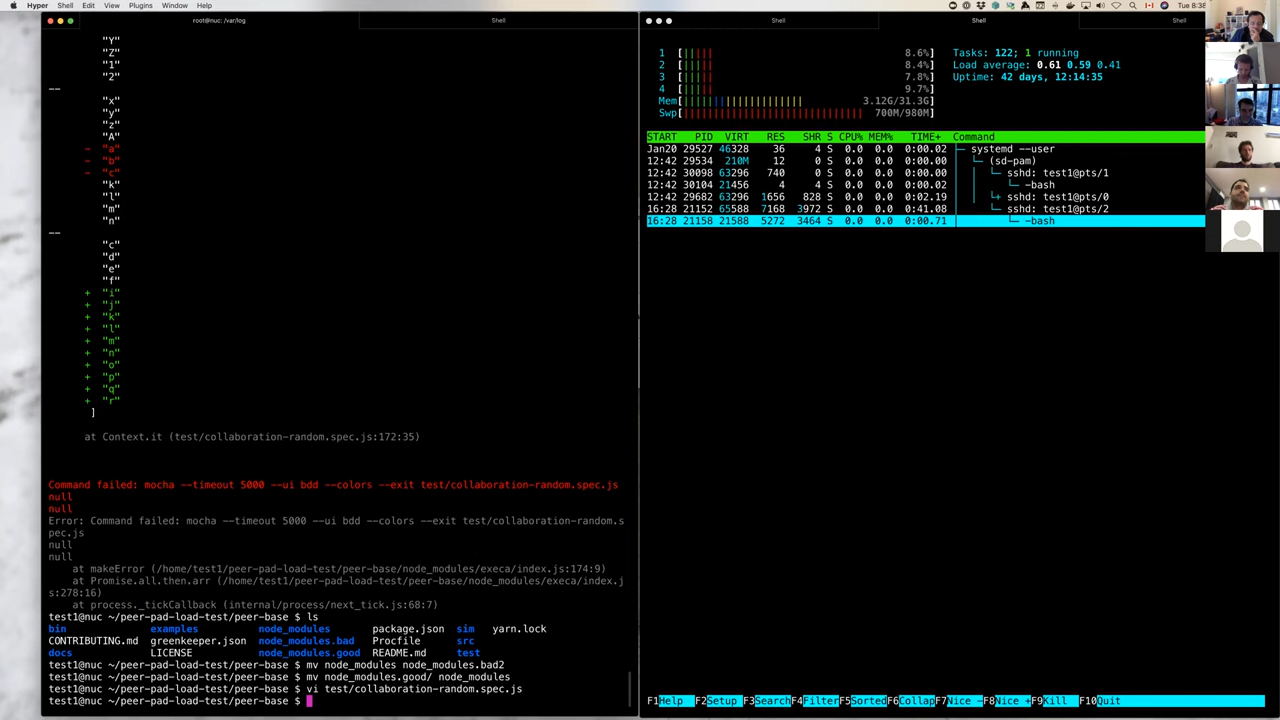 Hyper Shell Edit View Plugins Window Help
Tue 8:38
root@nuc: /var/log
Shell
"Y"
"Z"
"1"
"2"
--
"x"
"y"
"z"
"A"
- "a"
- "b"
- "c"
"k"
"l"
"m"
"n"
--
"c"
"d"
"e"
"f"
+ "i"
+ "j"
+ "k"
+ "l"
+ "m"
+ "n"
+ "o"
+ "p"
+ "q"
+ "r"
]
at Context.it (test/collaboration-random.spec.js:172:35)
Command failed: mocha --timeout 5000 --ui bdd --colors --exit test/collaboration-random.spec.js
null
null
Error: Command failed: mocha --timeout 5000 --ui bdd --colors --exit test/collaboration-random.s
pec.js
null
null
at makeError (/home/test1/peer-pad-load-test/peer-base/node_modules/execa/index.js:174:9)
at Promise.all.then.arr (/home/test1/peer-pad-load-test/peer-base/node_modules/execa/index.j
s:278:16)
at process._tickCallback (internal/process/next_tick.js:68:7)
test1@nuc ~/peer-pad-load-test/peer-base $ ls
bin examples node_modules package.json sim yarn.lock
CONTRIBUTING.md greenkeeper.json node_modules.bad Procfile src
docs LICENSE node_modules.good README.md test
test1@nuc ~/peer-pad-load-test/peer-base $ mv node_modules node_modules.bad2
test1@nuc ~/peer-pad-load-test/peer-base $ mv node_modules.good/ node_modules
test1@nuc ~/peer-pad-load-test/peer-base $ vi test/collaboration-random.spec.js
test1@nuc ~/peer-pad-load-test/peer-base $
Shell Shell Shell
1 [||||| 8.6%] Tasks: 122; 1 running
2 [||||| 8.4%] Load average: 0.61 0.59 0.41
3 [||||| 7.8%] Uptime: 42 days, 12:14:35
4 [||||| 9.7%]
Mem[|||||||||||||||||||| 3.12G/31.3G]
Swp[|||||||||||||||||||||||||||||| 700M/980M]
START PID VIRT RES SHR S CPU% MEM% TIME+ Command
Jan20 29527 46328 36 4 S 0.0 0.0 0:00.02 ├─ systemd --user
12:42 29534 210M 12 0 S 0.0 0.0 0:00.00 │ └─ (sd-pam)
12:42 30098 63296 740 0 S 0.0 0.0 0:00.00 │ │ └─ sshd: test1@pts/1
12:42 30104 21456 4 4 S 0.0 0.0 0:00.02 │ │ └─ -bash
12:42 29682 63296 1656 828 S 0.0 0.0 0:02.19 │ │ └+ sshd: test1@pts/0
16:28 21152 65588 7168 3972 S 0.0 0.0 0:41.08 │ └─ sshd: test1@pts/2
16:28 21158 21588 5272 3464 S 0.0 0.0 0:00.71 │ └─ -bash
F1Help F2Setup F3Search F4Filter F5Sorted F6Collap F7Nice - F8Nice + F9Kill F10Quit